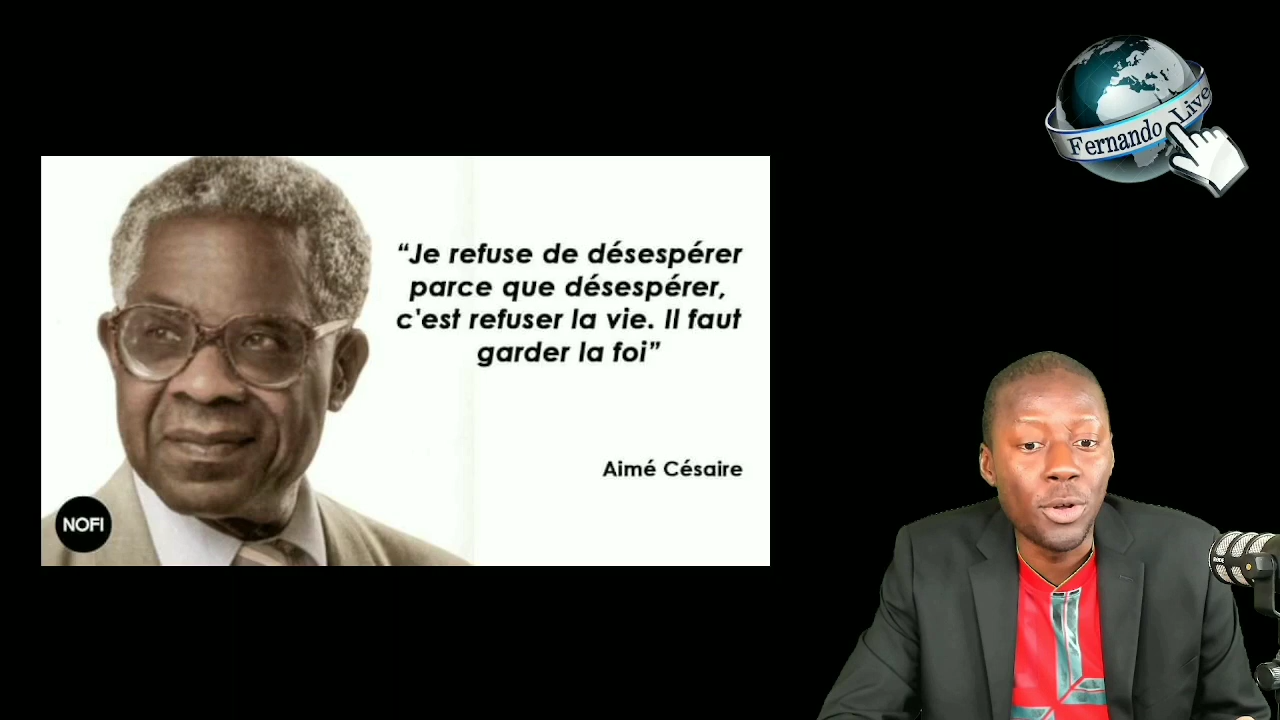 “Je refuse de désespérer
parce que désespérer,
c'est refuser la vie. Il faut
garder la foi”
Aimé Césaire
NOFI
Fernando Live